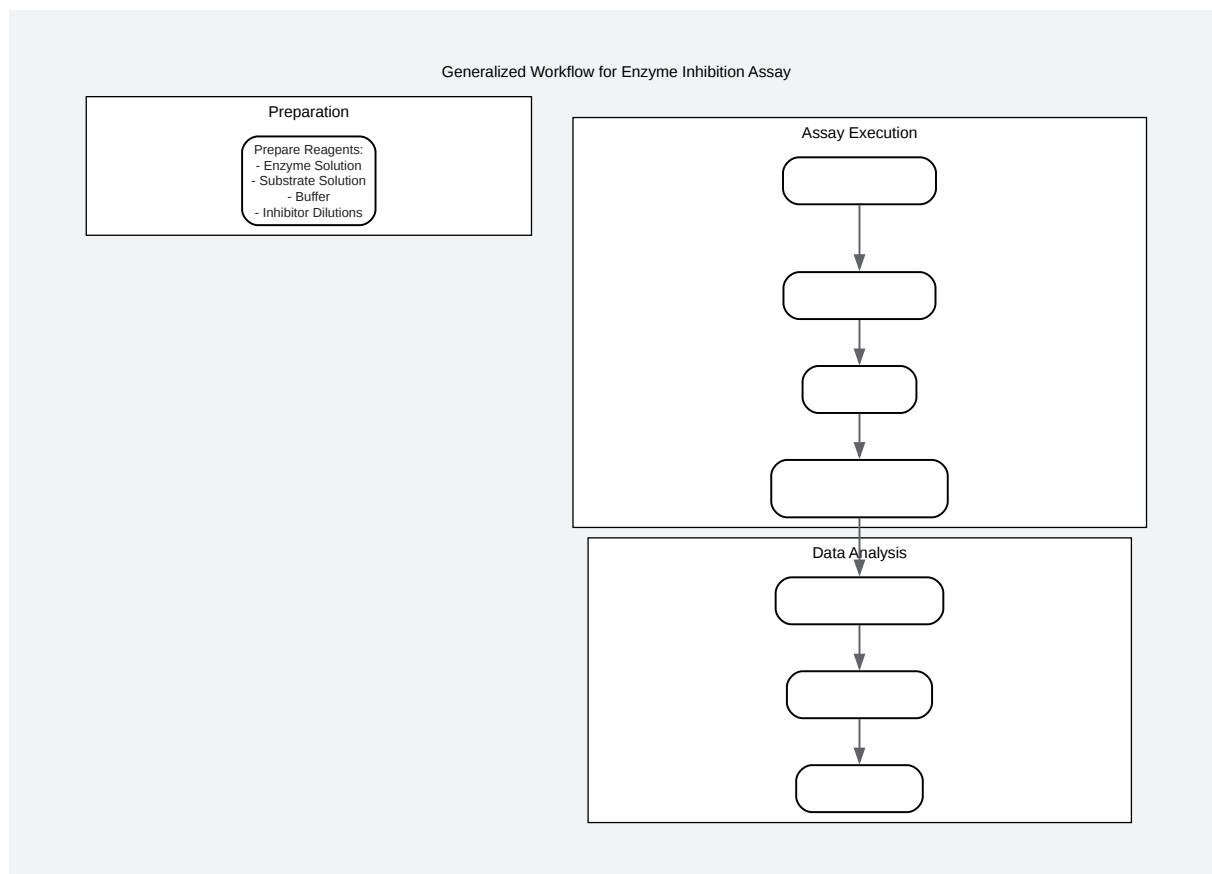 Generalized Workflow for Enzyme Inhibition Assay
Preparation
Prepare Reagents:
- Enzyme Solution
- Substrate Solution
- Buffer
- Inhibitor Dilutions
Assay Execution
Data Analysis